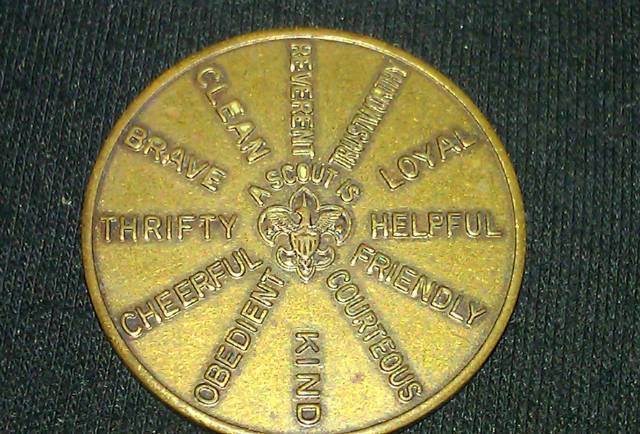 A SCOUT IS
TRUSTWORTHY
LOYAL
HELPFUL
FRIENDLY
COURTEOUS
KIND
OBEDIENT
CHEERFUL
THRIFTY
BRAVE
CLEAN
REVERENT